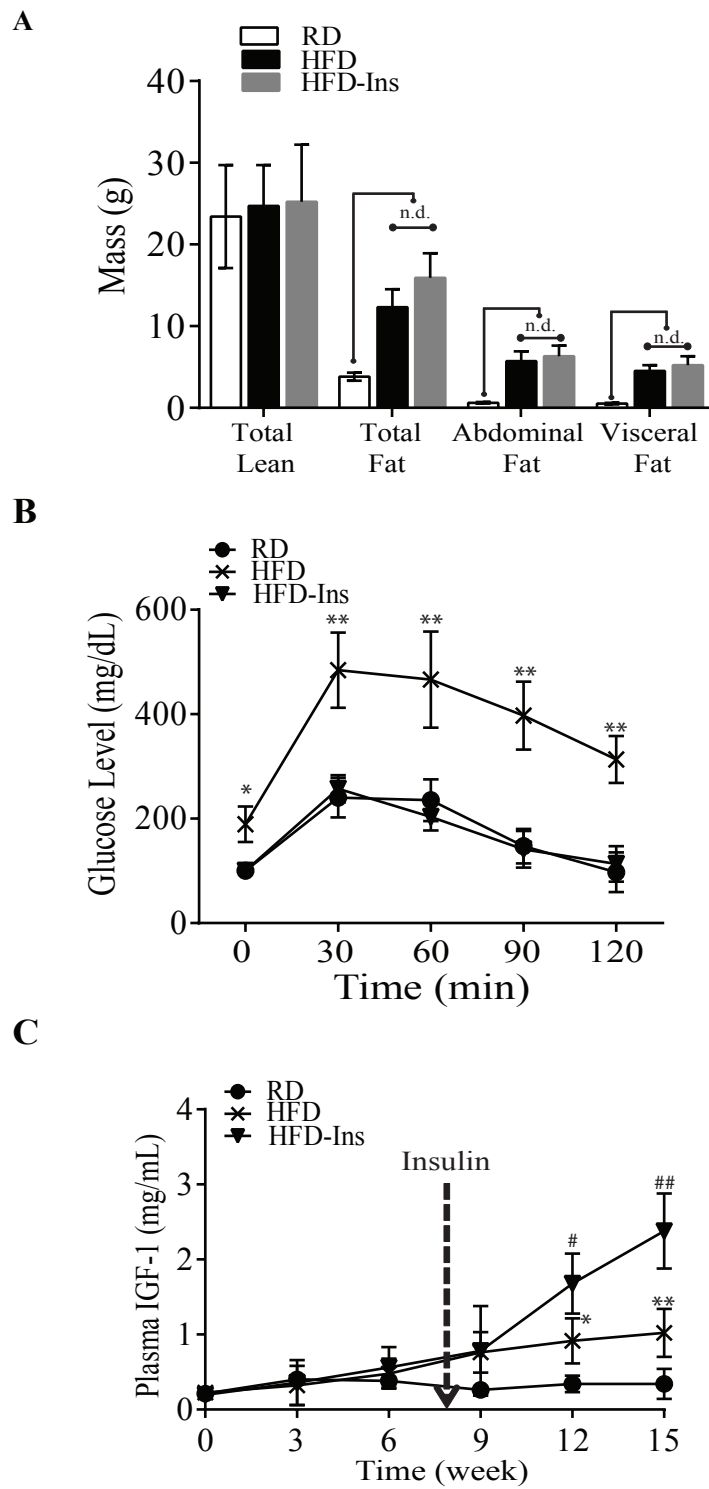 A
RD
HFD
HFD-Ins
Mass (g)
40
30
20
10
0
n.d.
n.d.
n.d.
Total Lean
Total Fat
Abdominal Fat
Visceral Fat
B
RD
HFD
HFD-Ins
Glucose Level (mg/dL)
600
400
200
0
*
**
**
**
**
0 30 60 90 120
Time (min)
C
RD
HFD
HFD-Ins
Plasma IGF-1 (mg/mL)
4
3
2
1
0
Insulin
#
##
*
**
0 3 6 9 12 15
Time (week)